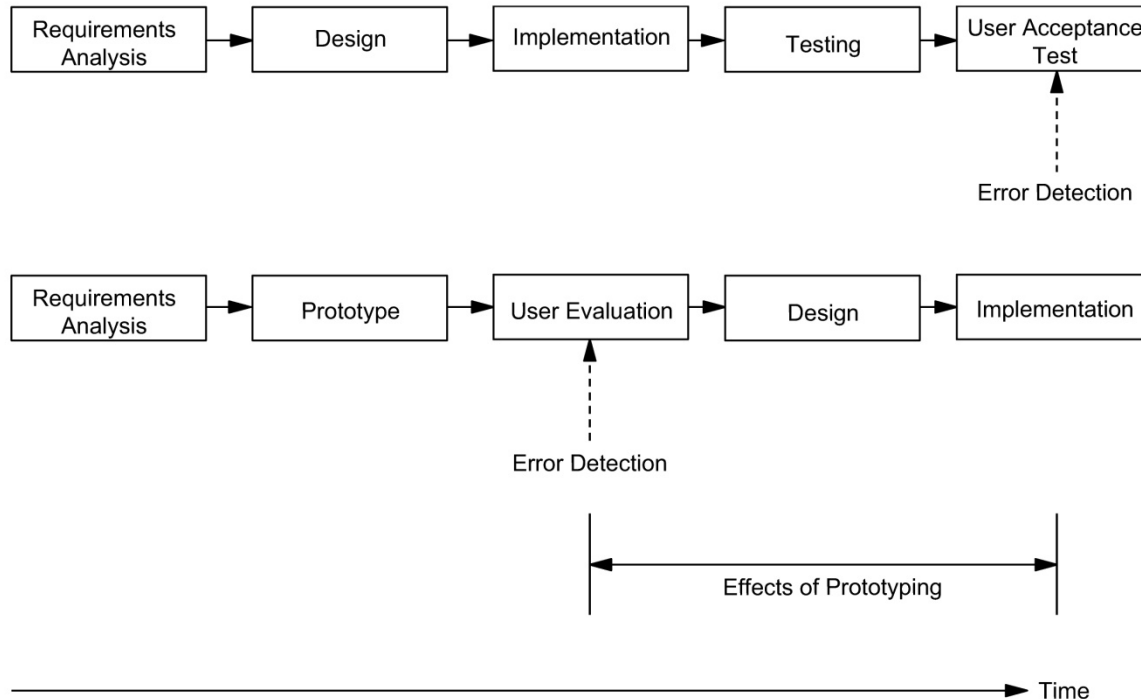 Requirements
Analysis
Design
Implementation
Testing
User Acceptance
Test
Error Detection
Requirements
Analysis
Prototype
User Evaluation
Design
Implementation
Error Detection
Effects of Prototyping
Time